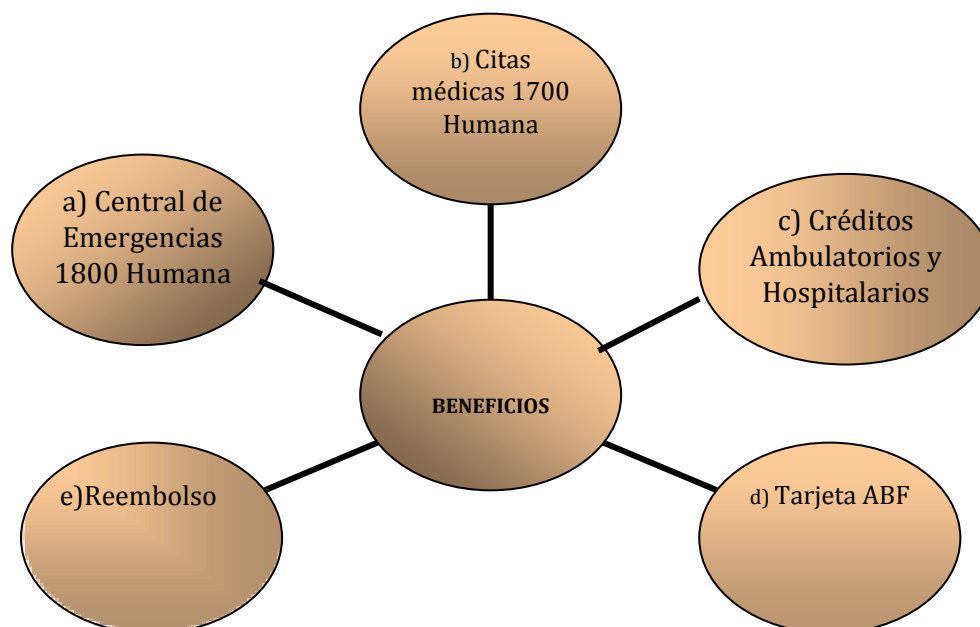 b) Citas
médicas 1700
Humana
a) Central de
Emergencias
1800 Humana
c) Créditos
Ambulatorios y
Hospitalarios
BENEFICIOS
e)Reembolso
d) Tarjeta ABF